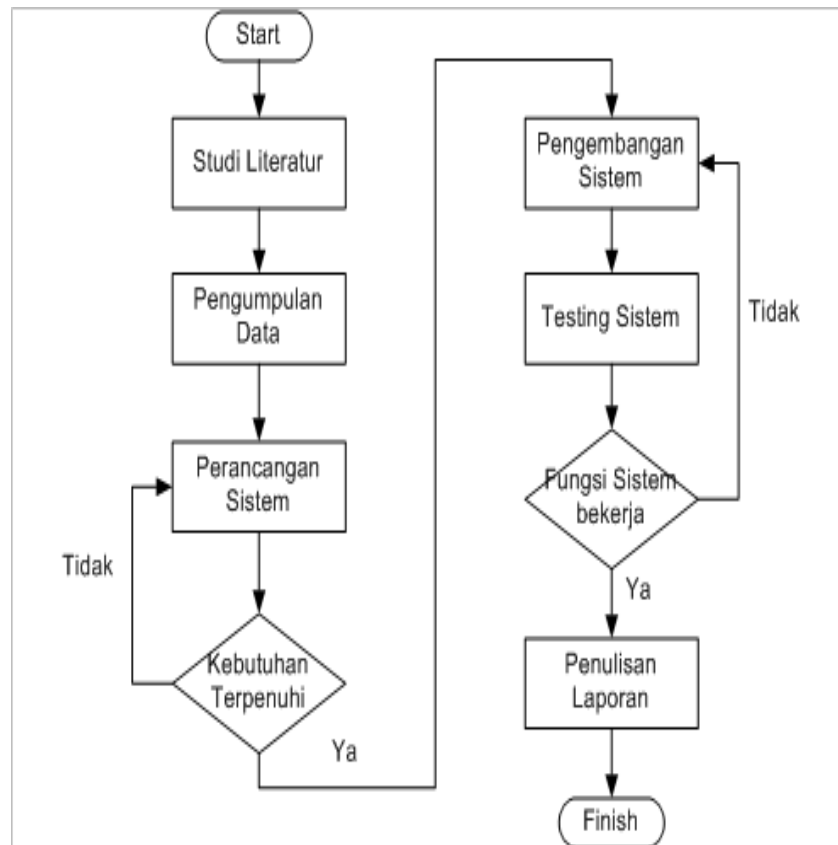 Start
Studi Literatur
Pengumpulan
Data
Perancangan
Sistem
Tidak
Kebutuhan
Terpenuhi
Ya
Pengembangan
Sistem
Testing Sistem
Tidak
Fungsi Sistem
bekerja
Ya
Penulisan
Laporan
Finish